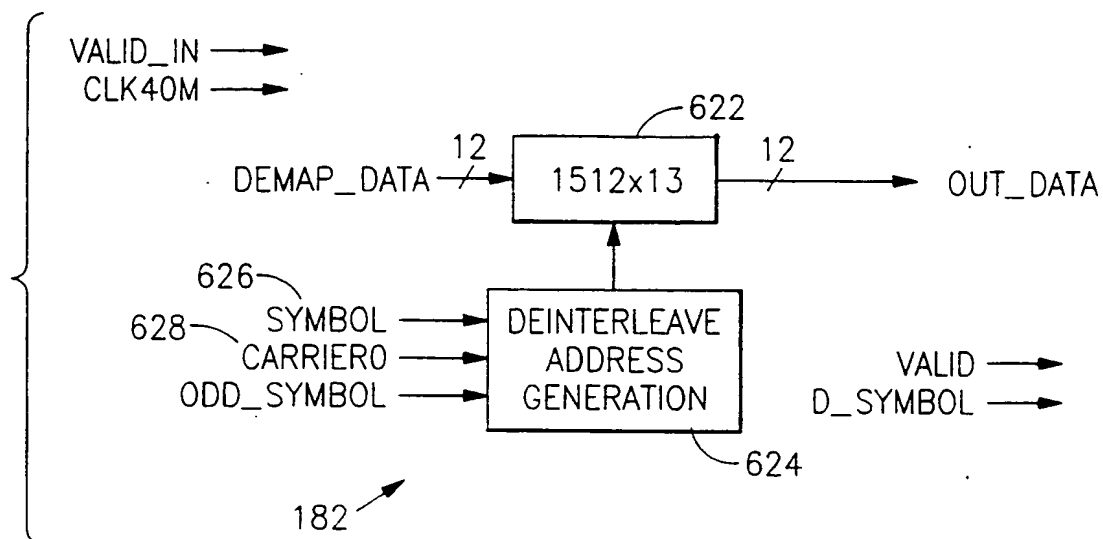 VALID_IN
CLK40M
622
12
12
DEMAP_DATA
1512x13
OUT_DATA
626
SYMBOL
628
CARRIER0
ODD_SYMBOL
DEINTERLEAVE
ADDRESS
GENERATION
VALID
D_SYMBOL
624
182